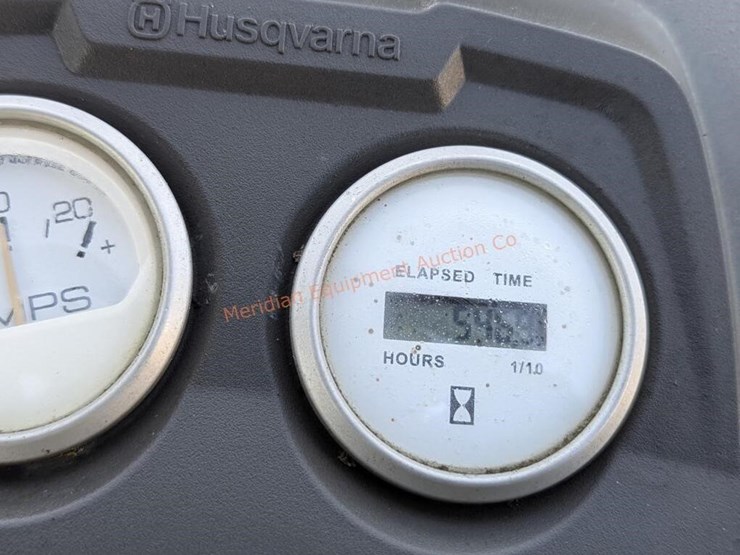 Husqvarna
20
+
MPS
Meridian Equipment Auction Co.
ELAPSED TIME
HOURS 1/10